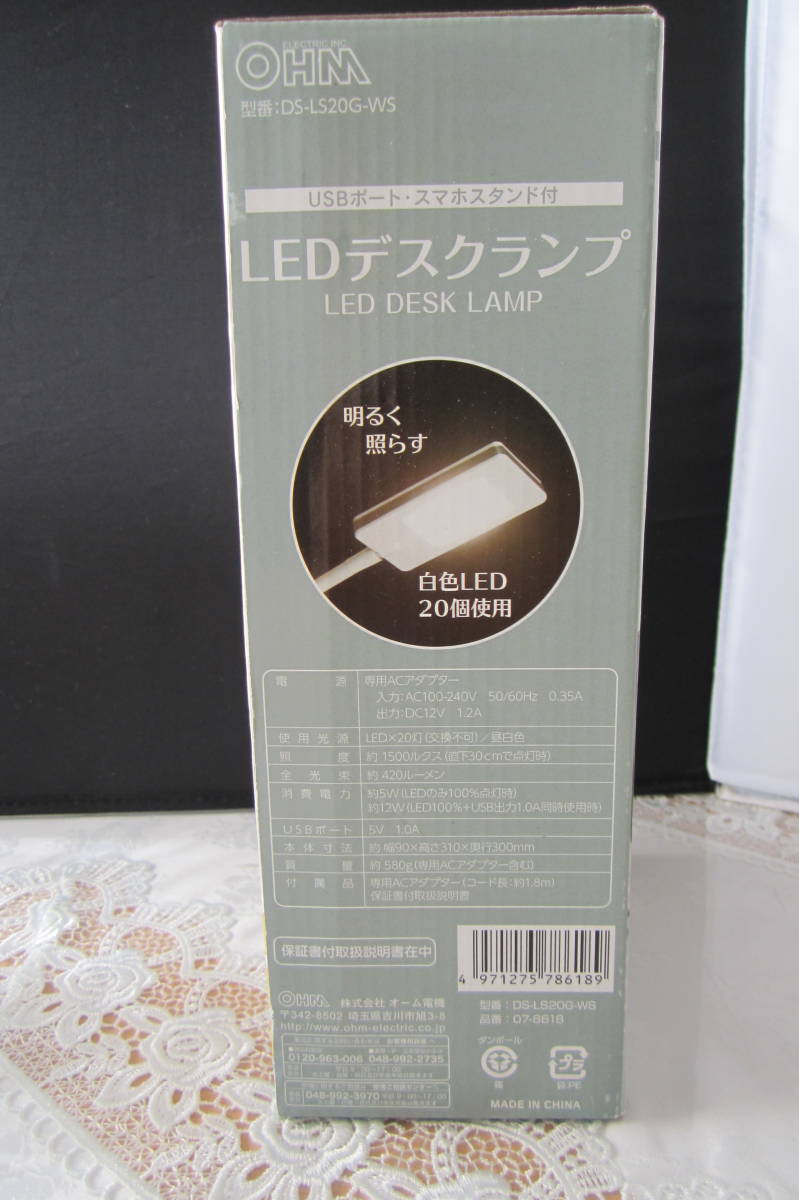 ELECTRIC INC.
OHM
型番:DS-LS20G-WS
USBポート・スマホスタンド付
LEDデスクランプ
LED DESK LAMP
明るく
照らす
白色LED
20個使用
電源 専用ACアダプター
入力:AC100-240V 50/60Hz 0.35A
出力:DC12V 1.2A
使用光源 LED×20灯(交換不可)/昼白色
照度 約1500ルクス(直下30cmで点灯時)
全光束 約420ルーメン
消費電力 約5W(LEDのみ100%点灯時)
約12W(LED100%+USB出力1.0A同時使用時)
USBポート 5V 1.0A
本体寸法 約幅90×高さ310×奥行300mm
質量 約580g(専用ACアダプター含む)
付属品 専用ACアダプター(コード長:約1.8m)
保証書付取扱説明書
保証書付取扱説明書在中
4 971275 786189
OHM 株式会社 オーム電機
〒342-8502 埼玉県吉川市旭3-8
http://www.ohm-electric.co.jp
型番:DS-LS20G-WS
品番:07-8618
0120-963-006 048-992-2735
048-992-3970
ダンボール
箱
プラ
袋:PE
MADE IN CHINA